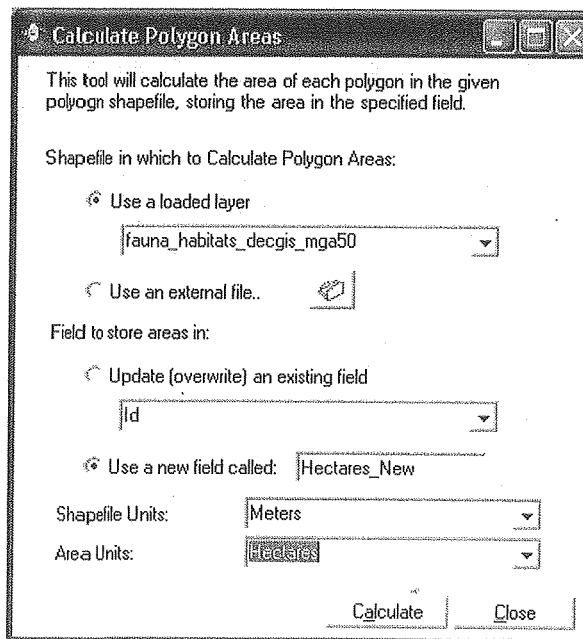 Calculate Polygon Areas
This tool will calculate the area of each polygon in the given
polyogn shapefile, storing the area in the specified field.
Shapefile in which to Calculate Polygon Areas:
Use a loaded layer
fauna_habitats_decgis_mga50
Use an external file..
Field to store areas in:
Update (overwrite) an existing field
Id
Use a new field called: Hectares_New
Shapefile Units: Meters
Area Units: Hectares
Calculate Close